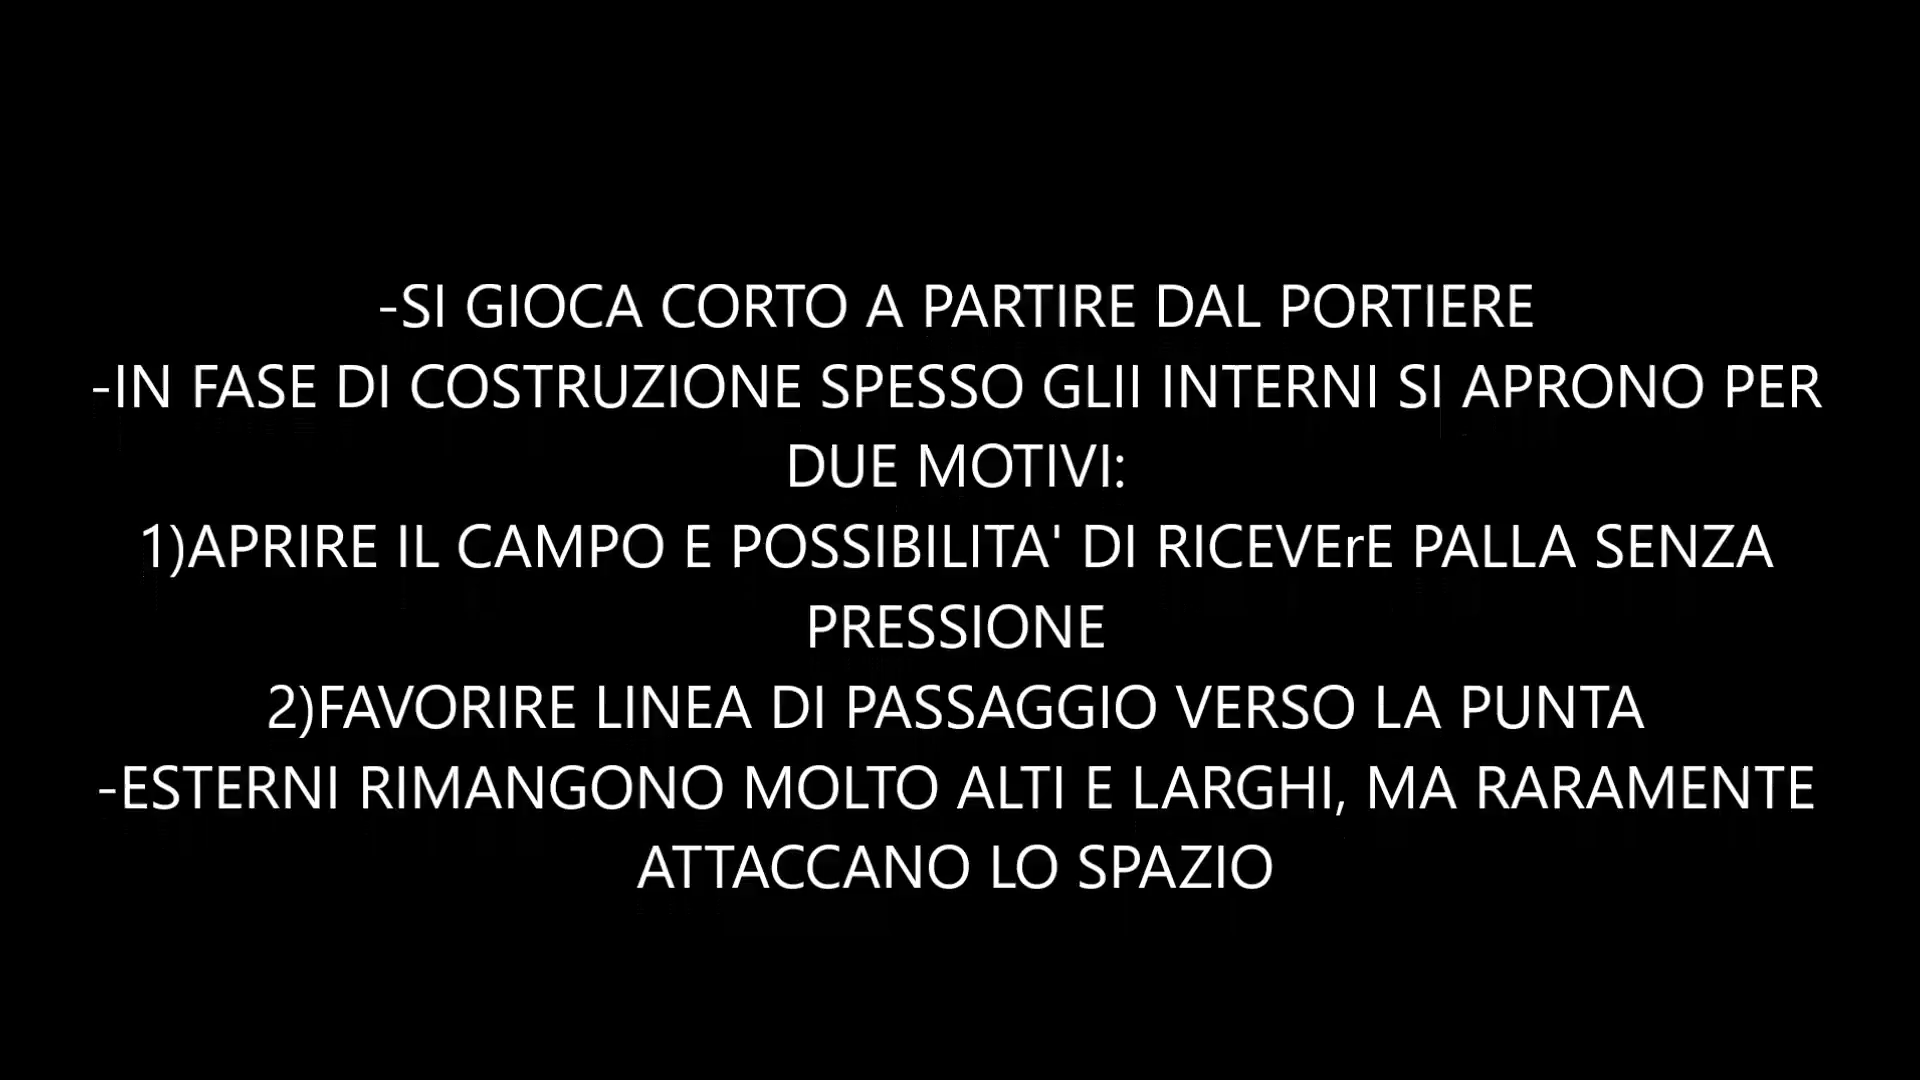 -SI GIOCA CORTO A PARTIRE DAL PORTIERE
-IN FASE DI COSTRUZIONE SPESSO GLII INTERNI SI APRONO PER
DUE MOTIVI:
1)APRIRE IL CAMPO E POSSIBILITA' DI RICEVErE PALLA SENZA
PRESSIONE
2)FAVORIRE LINEA DI PASSAGGIO VERSO LA PUNTA
-ESTERNI RIMANGONO MOLTO ALTI E LARGHI, MA RARAMENTE
ATTACCANO LO SPAZIO